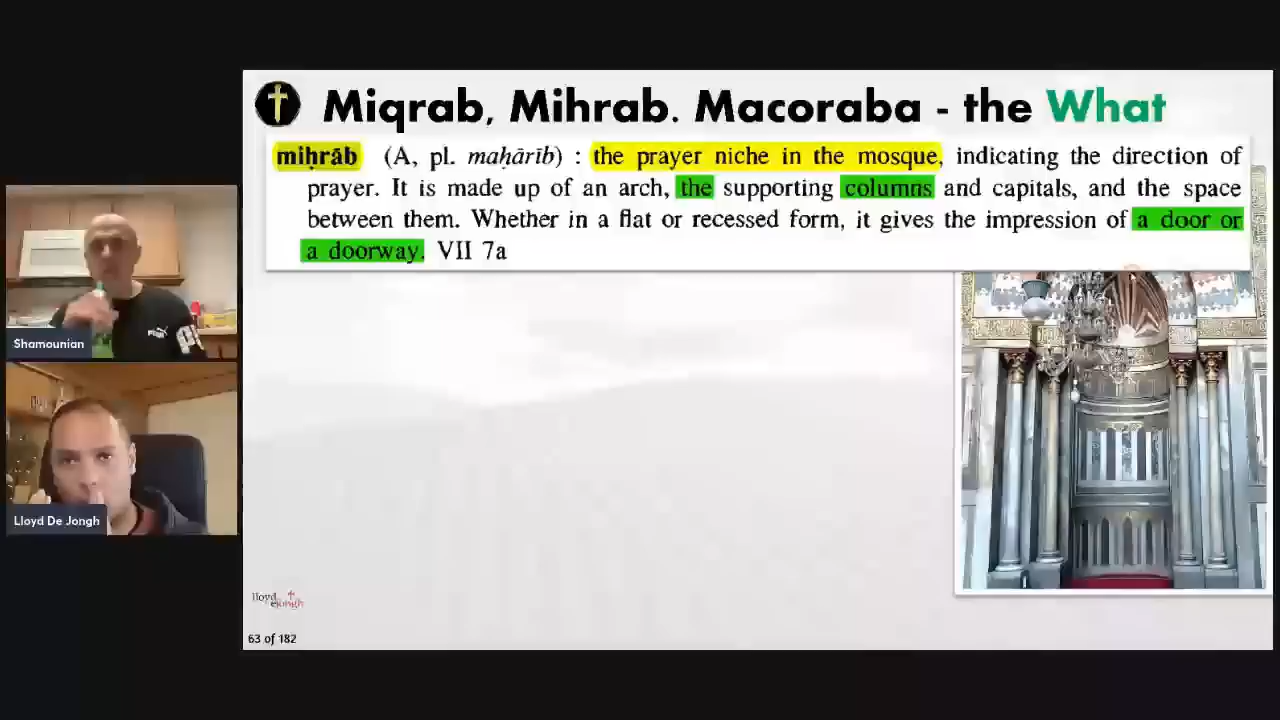 Miqrab, Mihrab. Macoraba - the What
miḥrāb (A, pl. maḥārīb) : the prayer niche in the mosque, indicating the direction of
prayer. It is made up of an arch, the supporting columns and capitals, and the space
between them. Whether in a flat or recessed form, it gives the impression of a door or
a doorway. VII 7a
Shamounian
Lloyd De Jongh
lloyd
deJongh
63 of 182